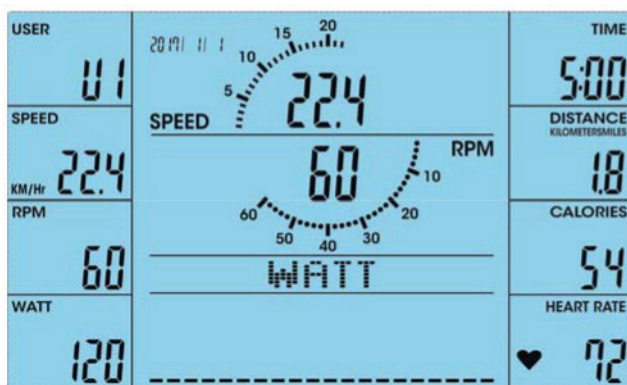 USER
U1
SPEED
KM/Hr 22.4
RPM
60
WATT
120
2017/ 1/ 1
5
10
15
20
SPEED 22.4
60
RPM
10
20
30
40
50
60
WATT
TIME
5:00
DISTANCE
KILOMETERSMILES
1.8
CALORIES
54
HEART RATE
72